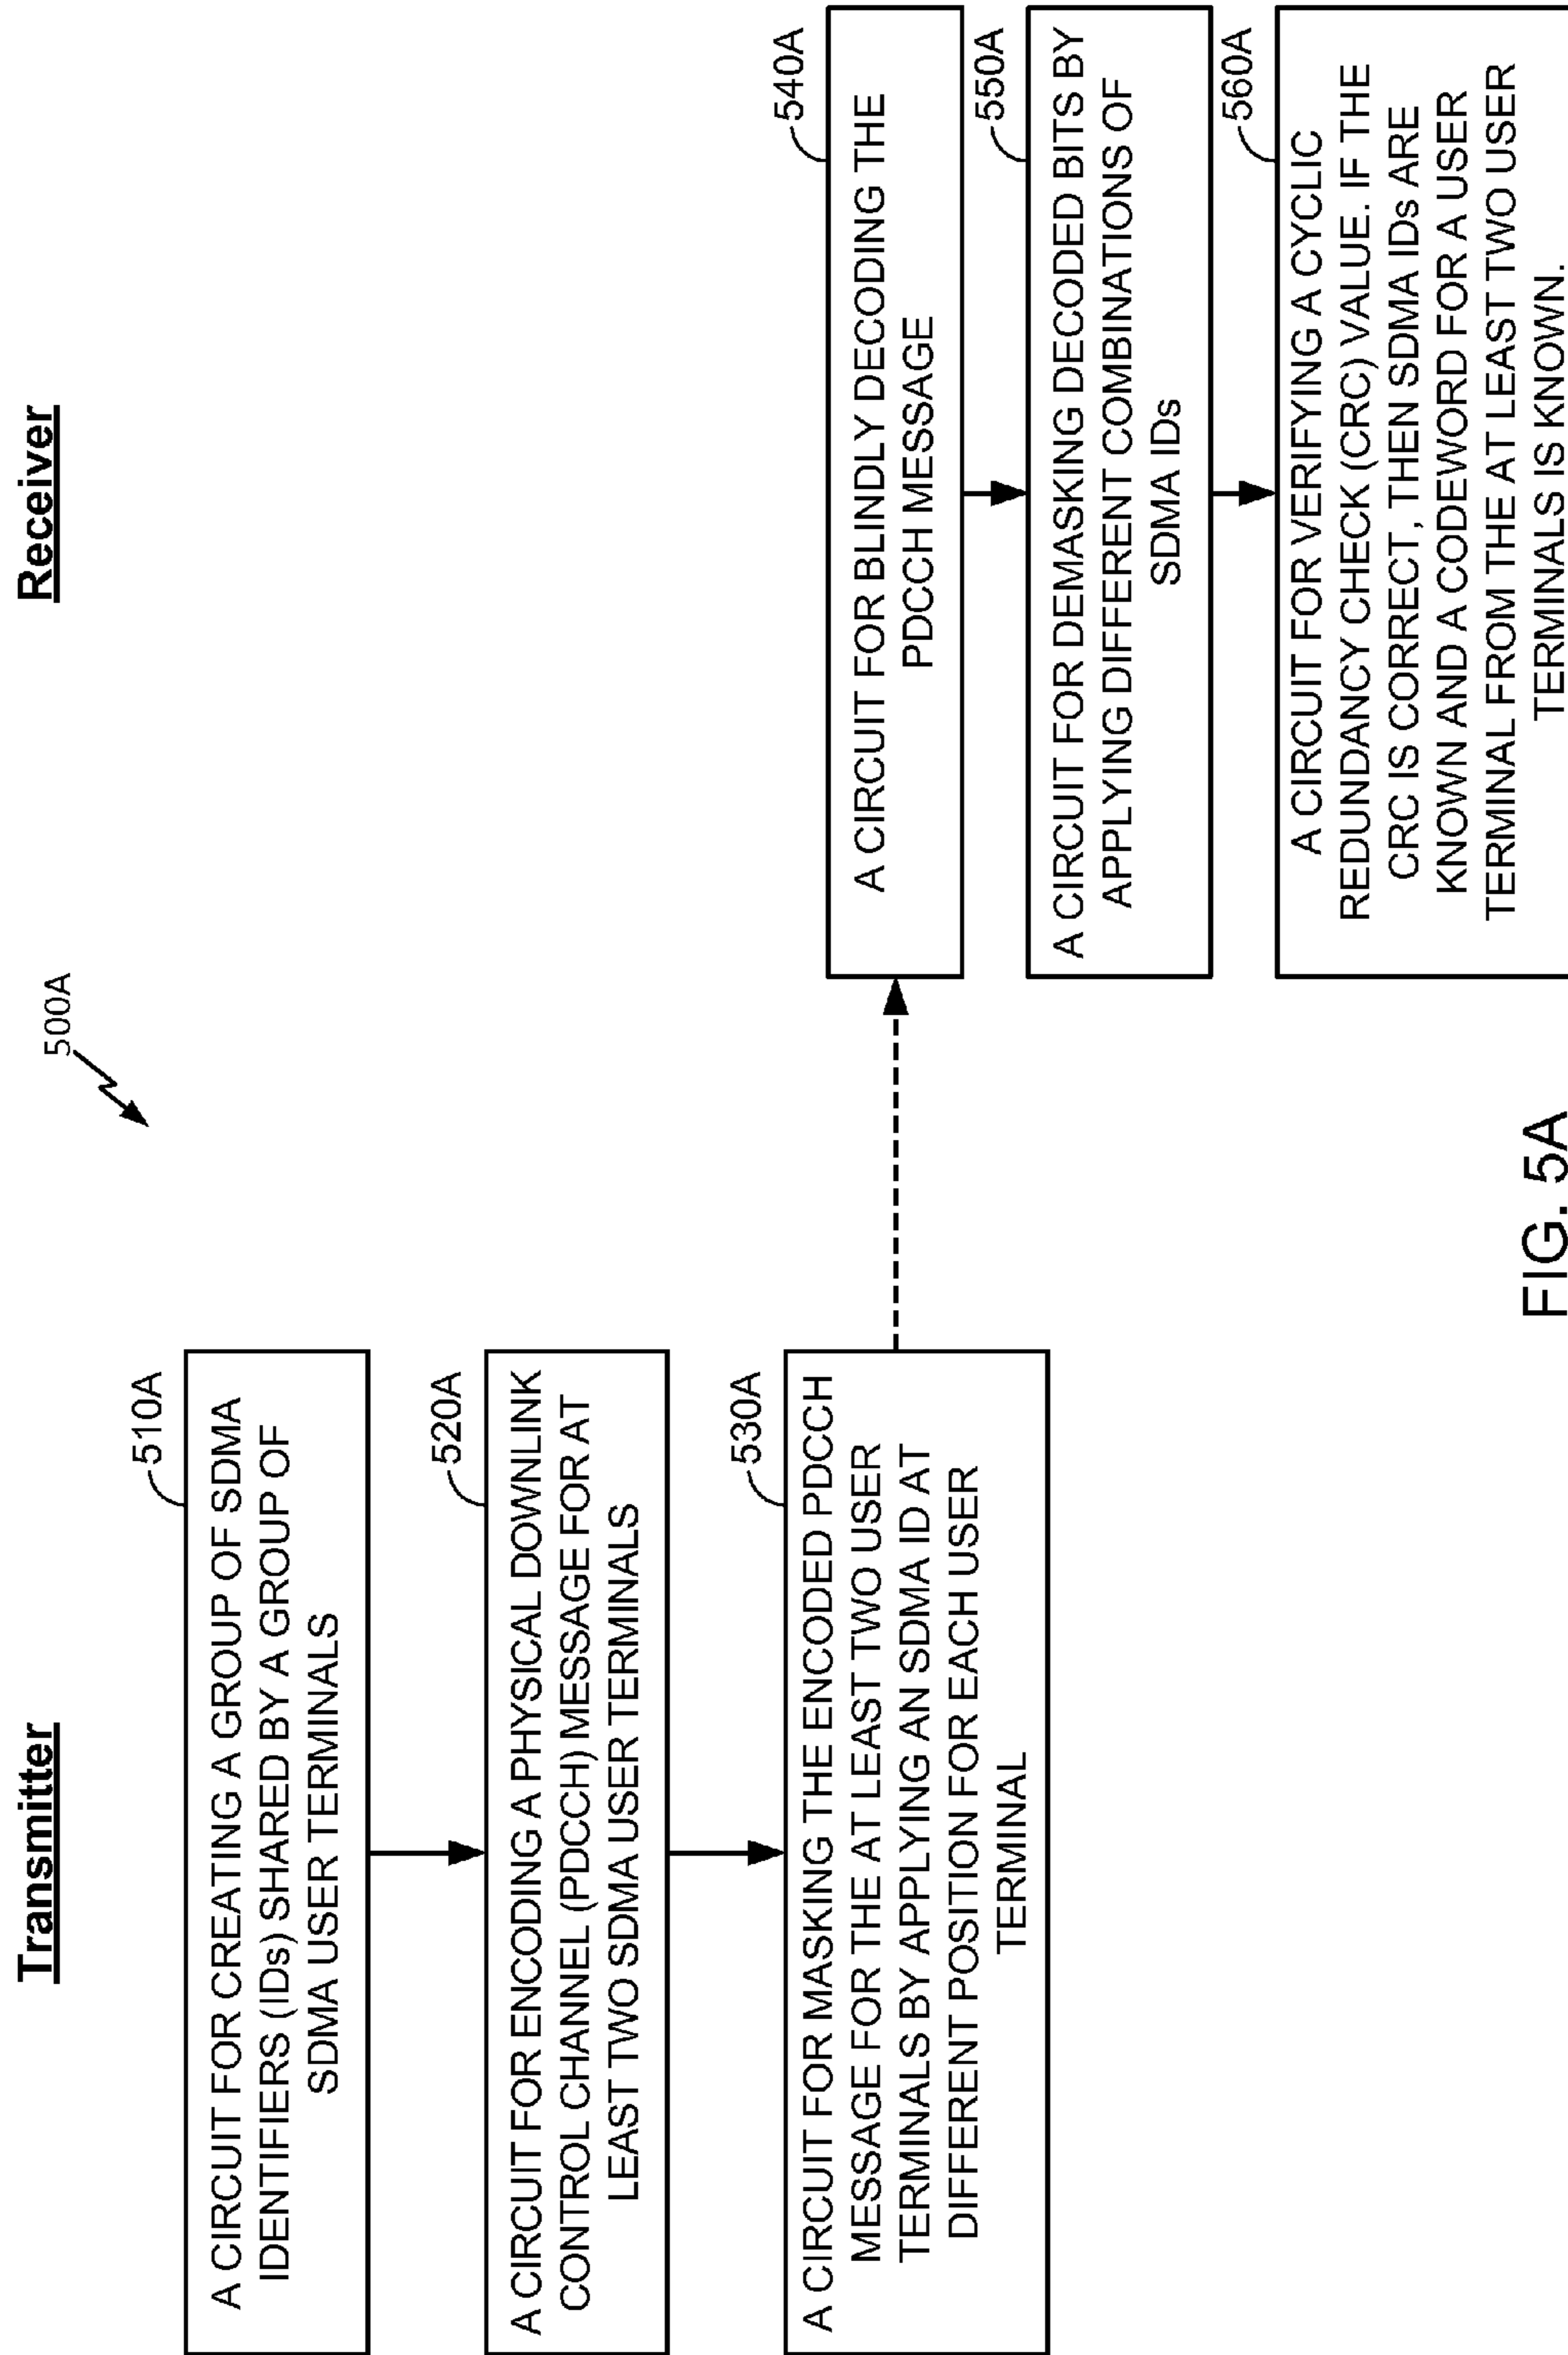 Transmitter
Receiver
500A
510A
A CIRCUIT FOR CREATING A GROUP OF SDMA
IDENTIFIERS (IDs) SHARED BY A GROUP OF
SDMA USER TERMINALS
520A
A CIRCUIT FOR ENCODING A PHYSICAL DOWNLINK
CONTROL CHANNEL (PDCCH) MESSAGE FOR AT
LEAST TWO SDMA USER TERMINALS
530A
A CIRCUIT FOR MASKING THE ENCODED PDCCH
MESSAGE FOR THE AT LEAST TWO USER
TERMINALS BY APPLYING AN SDMA ID AT
DIFFERENT POSITION FOR EACH USER
TERMINAL
540A
A CIRCUIT FOR BLINDLY DECODING THE
PDCCH MESSAGE
550A
A CIRCUIT FOR DEMASKING DECODED BITS BY
APPLYING DIFFERENT COMBINATIONS OF
SDMA IDs
560A
A CIRCUIT FOR VERIFYING A CYCLIC
REDUNDANCY CHECK (CRC) VALUE. IF THE
CRC IS CORRECT, THEN SDMA IDs ARE
KNOWN AND A CODEWORD FOR A USER
TERMINAL FROM THE AT LEAST TWO USER
TERMINALS IS KNOWN.
FIG. 5A